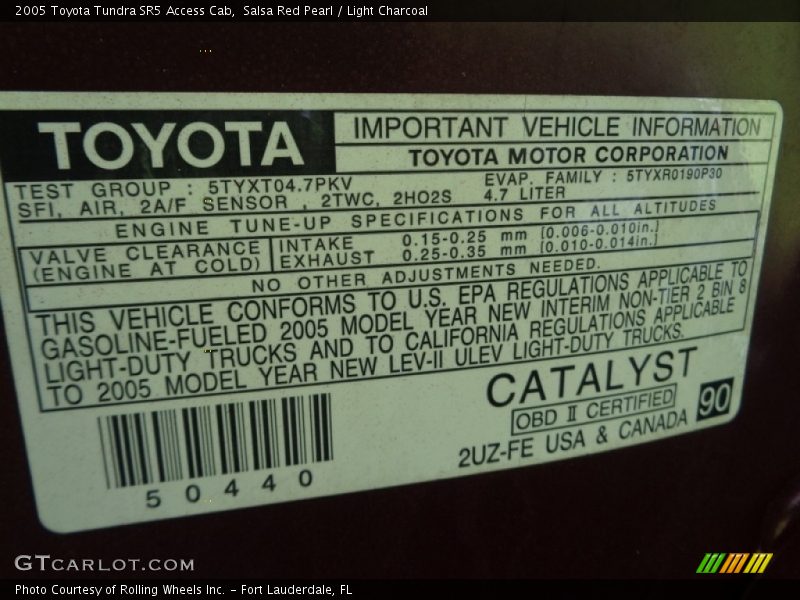 2005 Toyota Tundra SR5 Access Cab, Salsa Red Pearl / Light Charcoal
TOYOTA
IMPORTANT VEHICLE INFORMATION
TOYOTA MOTOR CORPORATION
TEST GROUP : 5TYXT04.7PKV EVAP. FAMILY : 5TYXR0190P30
SFI, AIR, 2A/F SENSOR , 2TWC, 2HO2S 4.7 LITER
ENGINE TUNE-UP SPECIFICATIONS FOR ALL ALTITUDES
VALVE CLEARANCE INTAKE 0.15-0.25 mm [0.006-0.010in.]
(ENGINE AT COLD) EXHAUST 0.25-0.35 mm [0.010-0.014in.]
NO OTHER ADJUSTMENTS NEEDED.
THIS VEHICLE CONFORMS TO U.S. EPA REGULATIONS APPLICABLE TO
GASOLINE-FUELED 2005 MODEL YEAR NEW INTERIM NON-TIER 2 BIN 8
LIGHT-DUTY TRUCKS AND TO CALIFORNIA REGULATIONS APPLICABLE
TO 2005 MODEL YEAR NEW LEV-II ULEV LIGHT-DUTY TRUCKS.
CATALYST
OBD II CERTIFIED 90
2UZ-FE USA & CANADA
50440
GTCARLOT.COM
Photo Courtesy of Rolling Wheels Inc. - Fort Lauderdale, FL